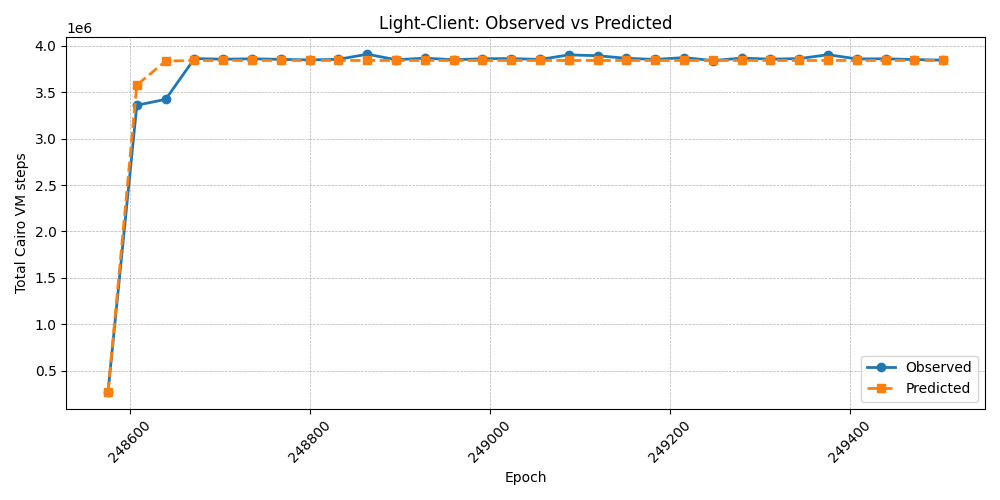 Light-Client: Observed vs Predicted
1e6
4.0
3.5
3.0
2.5
2.0
1.5
1.0
0.5
Total Cairo VM steps
248600
248800
249000
249200
249400
Epoch
Observed
Predicted